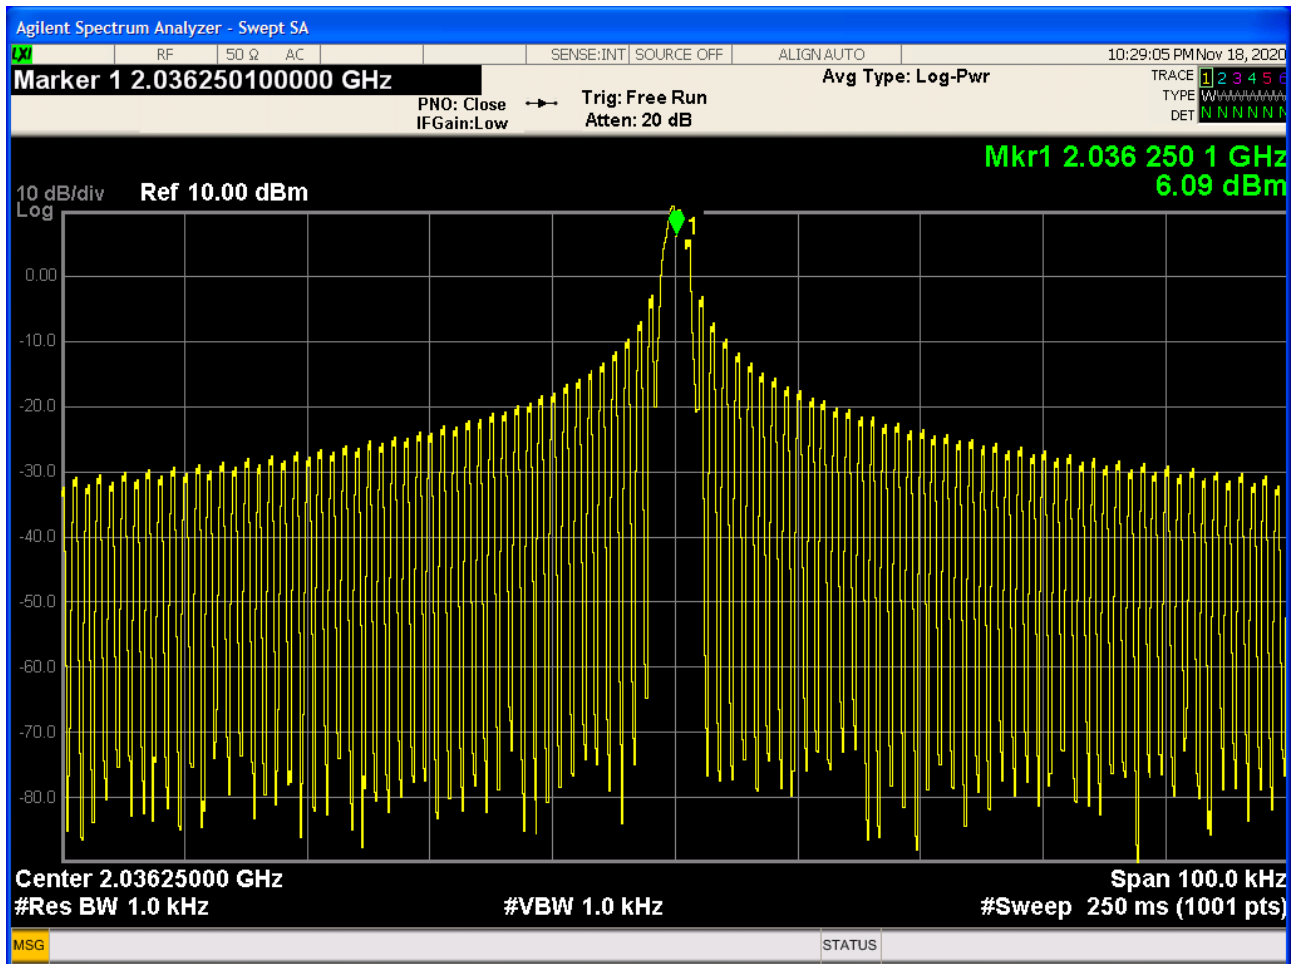 Agilent Spectrum Analyzer - Swept SA
LXI RF 50 Ω AC SENSE:INT SOURCE OFF ALIGN AUTO 10:29:05 PM Nov 18, 2020
Marker 1 2.036250100000 GHz
PNO: Close
IFGain:Low
Trig: Free Run
Atten: 20 dB
Avg Type: Log-Pwr
TRACE 1 2 3 4 5 6
TYPE WWWWWW
DET N N N N N N
Mkr1 2.036 250 1 GHz
6.09 dBm
10 dB/div Ref 10.00 dBm
Log
1
0.00
-10.0
-20.0
-30.0
-40.0
-50.0
-60.0
-70.0
-80.0
Center 2.03625000 GHz Span 100.0 kHz
#Res BW 1.0 kHz #VBW 1.0 kHz #Sweep 250 ms (1001 pts)
MSG STATUS